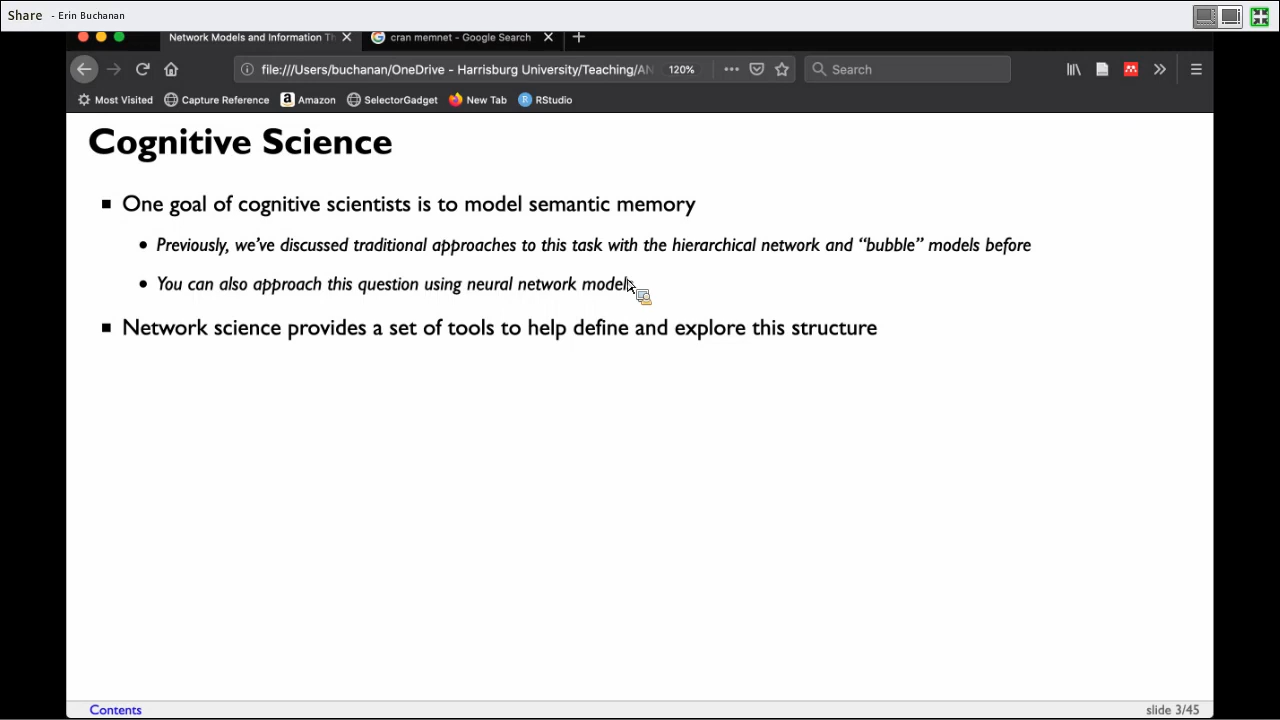 Share - Erin Buchanan
Network Models and Information Th
cran memnet - Google Search
file:///Users/buchanan/OneDrive - Harrisburg University/Teaching/AN
120%
Search
Most Visited
Capture Reference
Amazon
SelectorGadget
New Tab
RStudio
Cognitive Science
One goal of cognitive scientists is to model semantic memory
Previously, we’ve discussed traditional approaches to this task with the hierarchical network and “bubble” models before
You can also approach this question using neural network models
Network science provides a set of tools to help define and explore this structure
Contents
slide 3/45